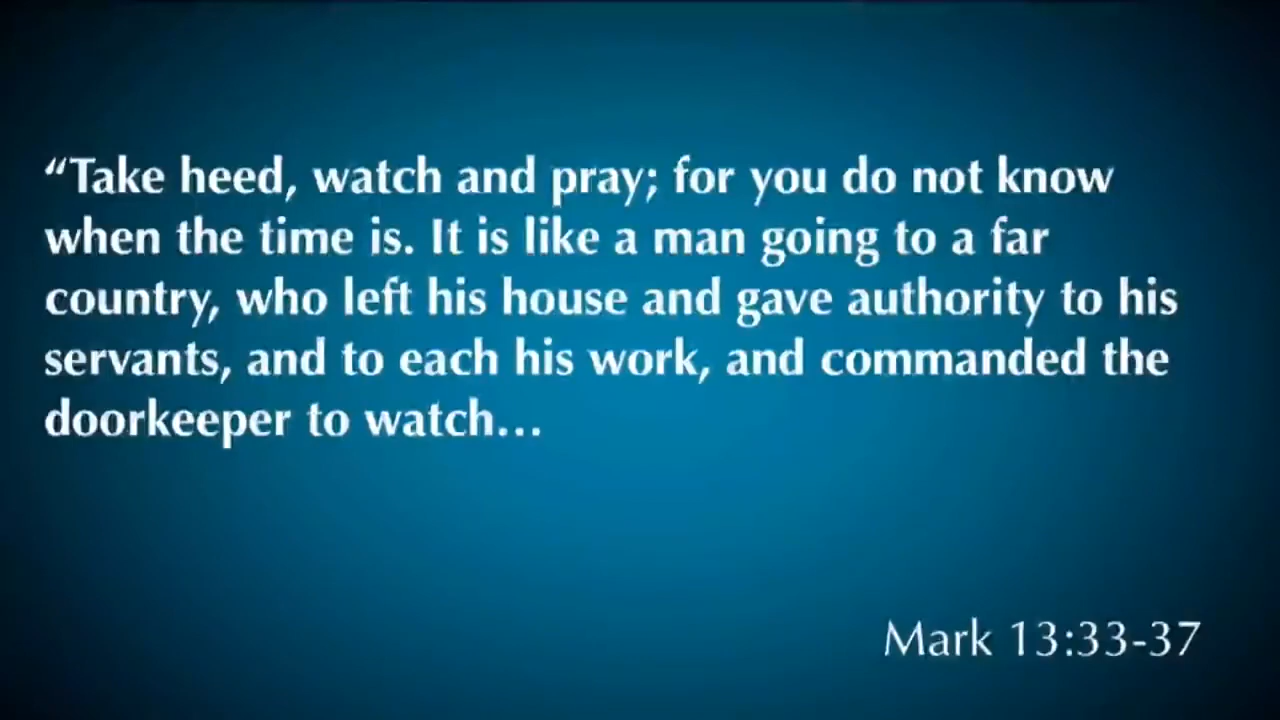 “Take heed, watch and pray; for you do not know
when the time is. It is like a man going to a far
country, who left his house and gave authority to his
servants, and to each his work, and commanded the
doorkeeper to watch…
Mark 13:33-37